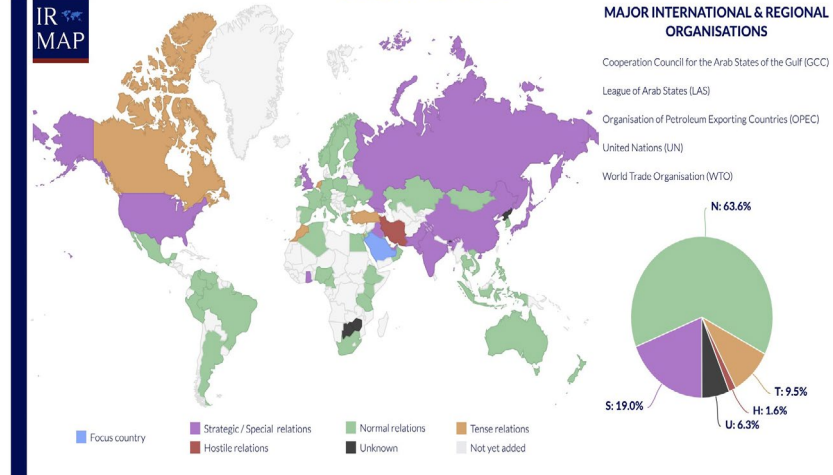 IR
MAP
MAJOR INTERNATIONAL & REGIONAL
ORGANISATIONS
Cooperation Council for the Arab States of the Gulf (GCC)
League of Arab States (LAS)
Organisation of Petroleum Exporting Countries (OPEC)
United Nations (UN)
World Trade Organisation (WTO)
N: 63.6%
T: 9.5%
H: 1.6%
U: 6.3%
S: 19.0%
Focus country
Strategic / Special relations
Hostile relations
Normal relations
Unknown
Tense relations
Not yet added